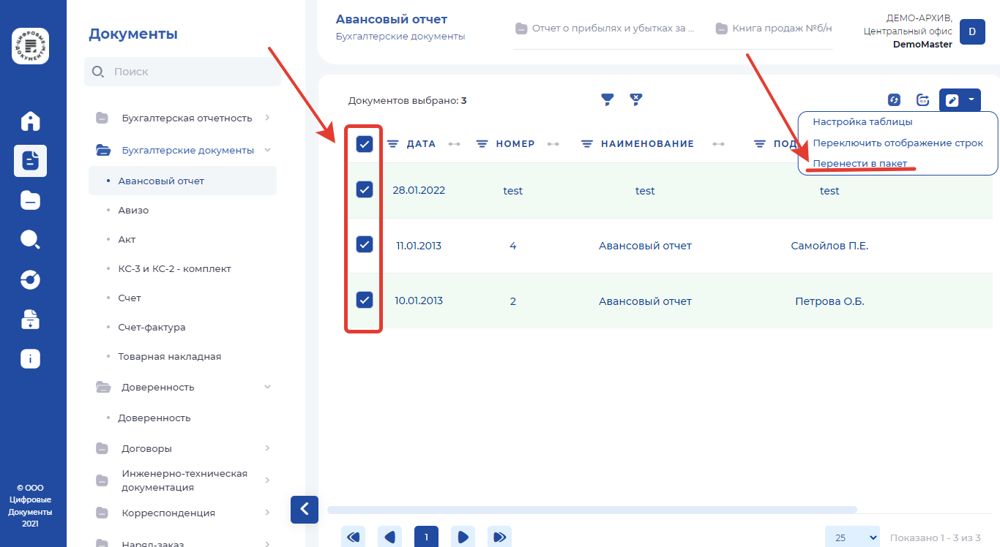 ЦИФРОВЫЕ ДОКУМЕНТЫ
© ООО
Цифровые
Документы
2021
Документы
Поиск
Бухгалтерская отчетность
Бухгалтерские документы
Авансовый отчет
Авизо
Акт
КС-3 и КС-2 - комплект
Счет
Счет-фактура
Товарная накладная
Доверенность
Доверенность
Договоры
Инженерно-техническая
документация
Корреспонденция
Наряд-заказ
Авансовый отчет
Бухгалтерские документы
Отчет о прибылях и убытках за ...
Книга продаж №б/н
ДЕМО-АРХИВ,
Центральный офис
DemoMaster
D
Документов выбрано: 3
Настройка таблицы
Переключить отображение строк
Перенести в пакет
ДАТА НОМЕР НАИМЕНОВАНИЕ ПОД
28.01.2022 test test test
11.01.2013 4 Авансовый отчет Самойлов П.Е.
10.01.2013 2 Авансовый отчет Петрова О.Б.
1
25
Показано 1 - 3 из 3